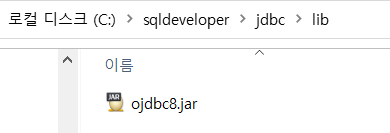 로컬 디스크 (C:) > sqldeveloper > jdbc > lib
이름
JAR
ojdbc8.jar